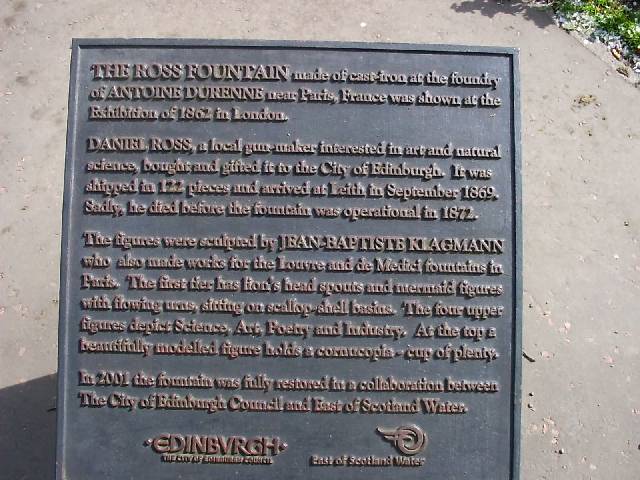 THE ROSS FOUNTAIN made of cast-iron at the foundry
of ANTOINE DURENNE near Paris, France was shown at the
Exhibition of 1862 in London.
DANIEL ROSS, a local gun-maker interested in art and natural
science, bought and gifted it to the City of Edinburgh. It was
shipped in 122 pieces and arrived at Leith in September 1869.
Sadly, he died before the fountain was operational in 1872.
The figures were sculpted by JEAN-BAPTISTE KLAGMANN
who also made works for the Louvre and de Medici fountains in
Paris. The first tier has lion's head spouts and mermaid figures
with flowing urns, sitting on scallop-shell basins. The four upper
figures depict Science, Art, Poetry and Industry. At the top a
beautifully modelled figure holds a cornucopia - cup of plenty.
In 2001 the fountain was fully restored in a collaboration between
The City of Edinburgh Council and East of Scotland Water.
·EDINBVRGH·
THE CITY OF EDINBURGH COUNCIL
East of Scotland Water